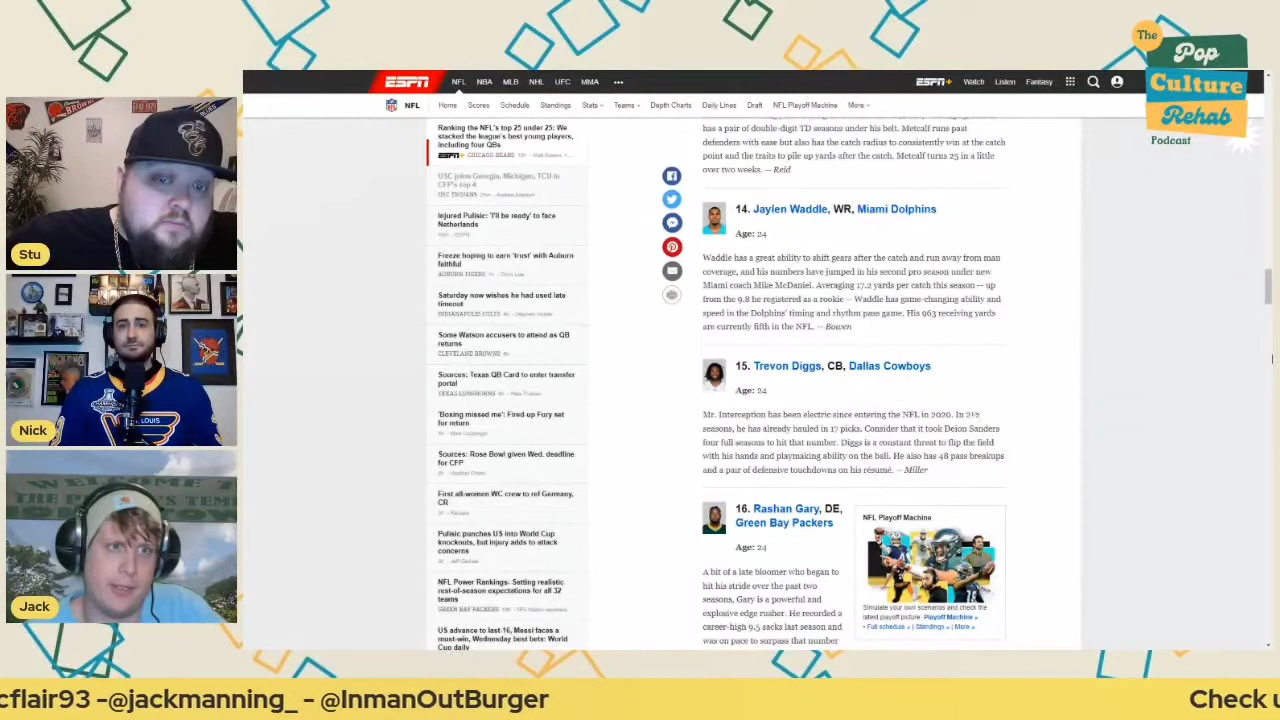 The
Pop
Culture
Rehab
Podcast
ESPN
NFL NBA MLB NHL UFC MMA
ESPN+ Watch Listen Fantasy
NFL Home Scores Schedule Standings Stats Teams Depth Charts Daily Lines Draft NFL Playoff Machine More
Ranking the NFL's top 25 under 25: We
stacked the league's best young players,
including four QBs
ESPN+ CHICAGO BEARS
USC joins Georgia, Michigan, TCU in
CFP's top 4
USC TROJANS
Injured Pulisic: 'I'll be ready' to face
Netherlands
ESPN
Freeze hoping to earn 'trust' with Auburn
faithful
AUBURN TIGERS
Saturday now wishes he had used late
timeout
INDIANAPOLIS COLTS
Some Watson accusers to attend as QB
returns
CLEVELAND BROWNS
Sources: Texas QB Card to enter transfer
portal
TEXAS LONGHORNS
'Boxing missed me': Fired-up Fury set
for return
Sources: Rose Bowl given Wed. deadline
for CFP
First all-women WC crew to ref Germany,
CR
Pulisic punches US into World Cup
knockouts, but injury adds to attack
concerns
NFL Power Rankings: Setting realistic
rest-of-season expectations for all 32
teams
GREEN BAY PACKERS
US advance to last-16, Messi faces a
must-win, Wednesday best bets: World
Cup daily
has a pair of double-digit TD seasons under his belt. Metcalf runs past
defenders with ease but also has the catch radius to consistently win at the catch
point and the traits to pile up yards after the catch. Metcalf turns 25 in a little
over two weeks. -- Reid
14. Jaylen Waddle, WR, Miami Dolphins
Age: 24
Waddle has a great ability to shift gears after the catch and run away from man
coverage, and his numbers have jumped in his second pro season under new
Miami coach Mike McDaniel. Averaging 17.2 yards per catch this season -- up
from the 9.8 he registered as a rookie -- Waddle has game-changing ability and
speed in the Dolphins' timing and rhythm pass game. His 963 receiving yards
are currently fifth in the NFL. -- Bowen
15. Trevon Diggs, CB, Dallas Cowboys
Age: 24
Mr. Interception has been electric since entering the NFL in 2020. In 2½
seasons, he has already hauled in 17 picks. Consider that it took Deion Sanders
four full seasons to hit that number. Diggs is a constant threat to flip the field
with his hands and playmaking ability on the ball. He also has 48 pass breakups
and a pair of defensive touchdowns on his résumé. -- Miller
16. Rashan Gary, DE,
Green Bay Packers
Age: 24
A bit of a late bloomer who began to
hit his stride over the past two
seasons, Gary is a powerful and
explosive edge rusher. He recorded a
career-high 9.5 sacks last season and
was on pace to surpass that number
NFL Playoff Machine
Simulate your own scenarios and check the
latest playoff picture. Playoff Machine »
• Full schedule » | Standings » | More »
Stu
Nick
Jack
cflair93 -@jackmanning_ - @InmanOutBurger
Check u